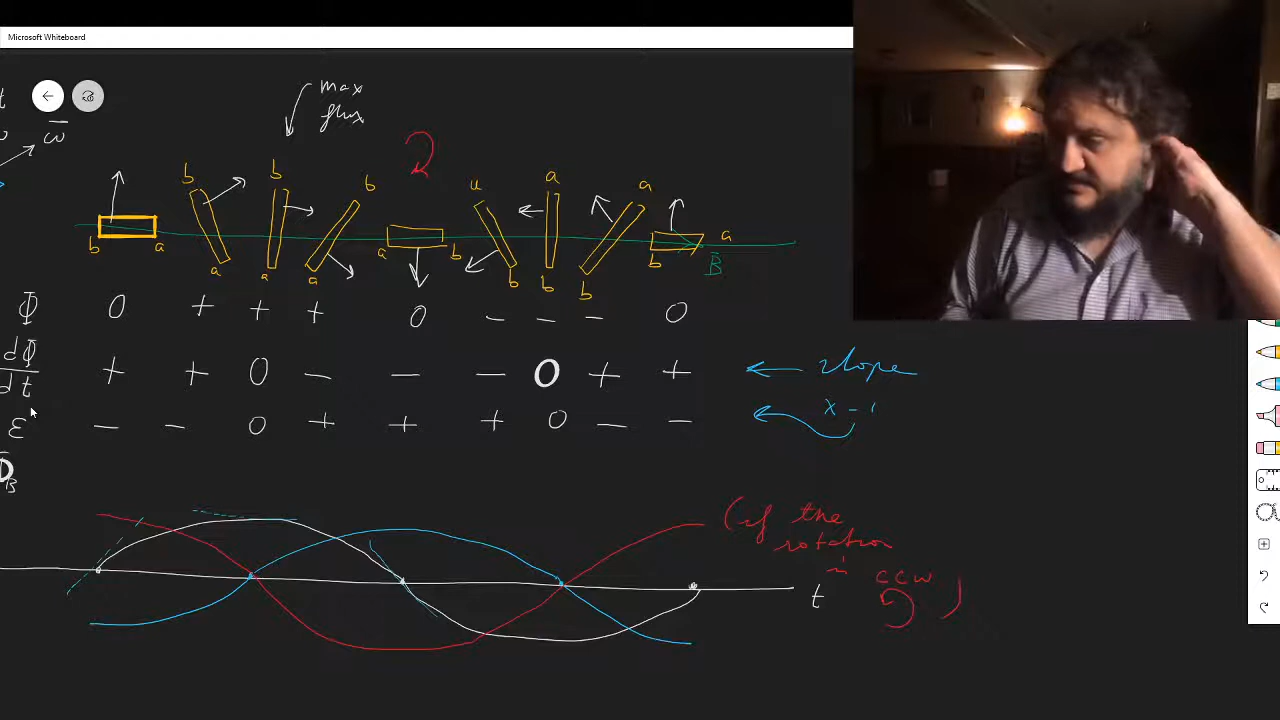 Microsoft Whiteboard
max
flux
ω
b b b b a a a
b a a a a b b b b a
B
Φ 0 + + + 0 - - - 0
dΦ/dt + + 0 - - - 0 + + ← slope
ε - - 0 + + + 0 - - x -1
(if the
rotation
is CCW)
t